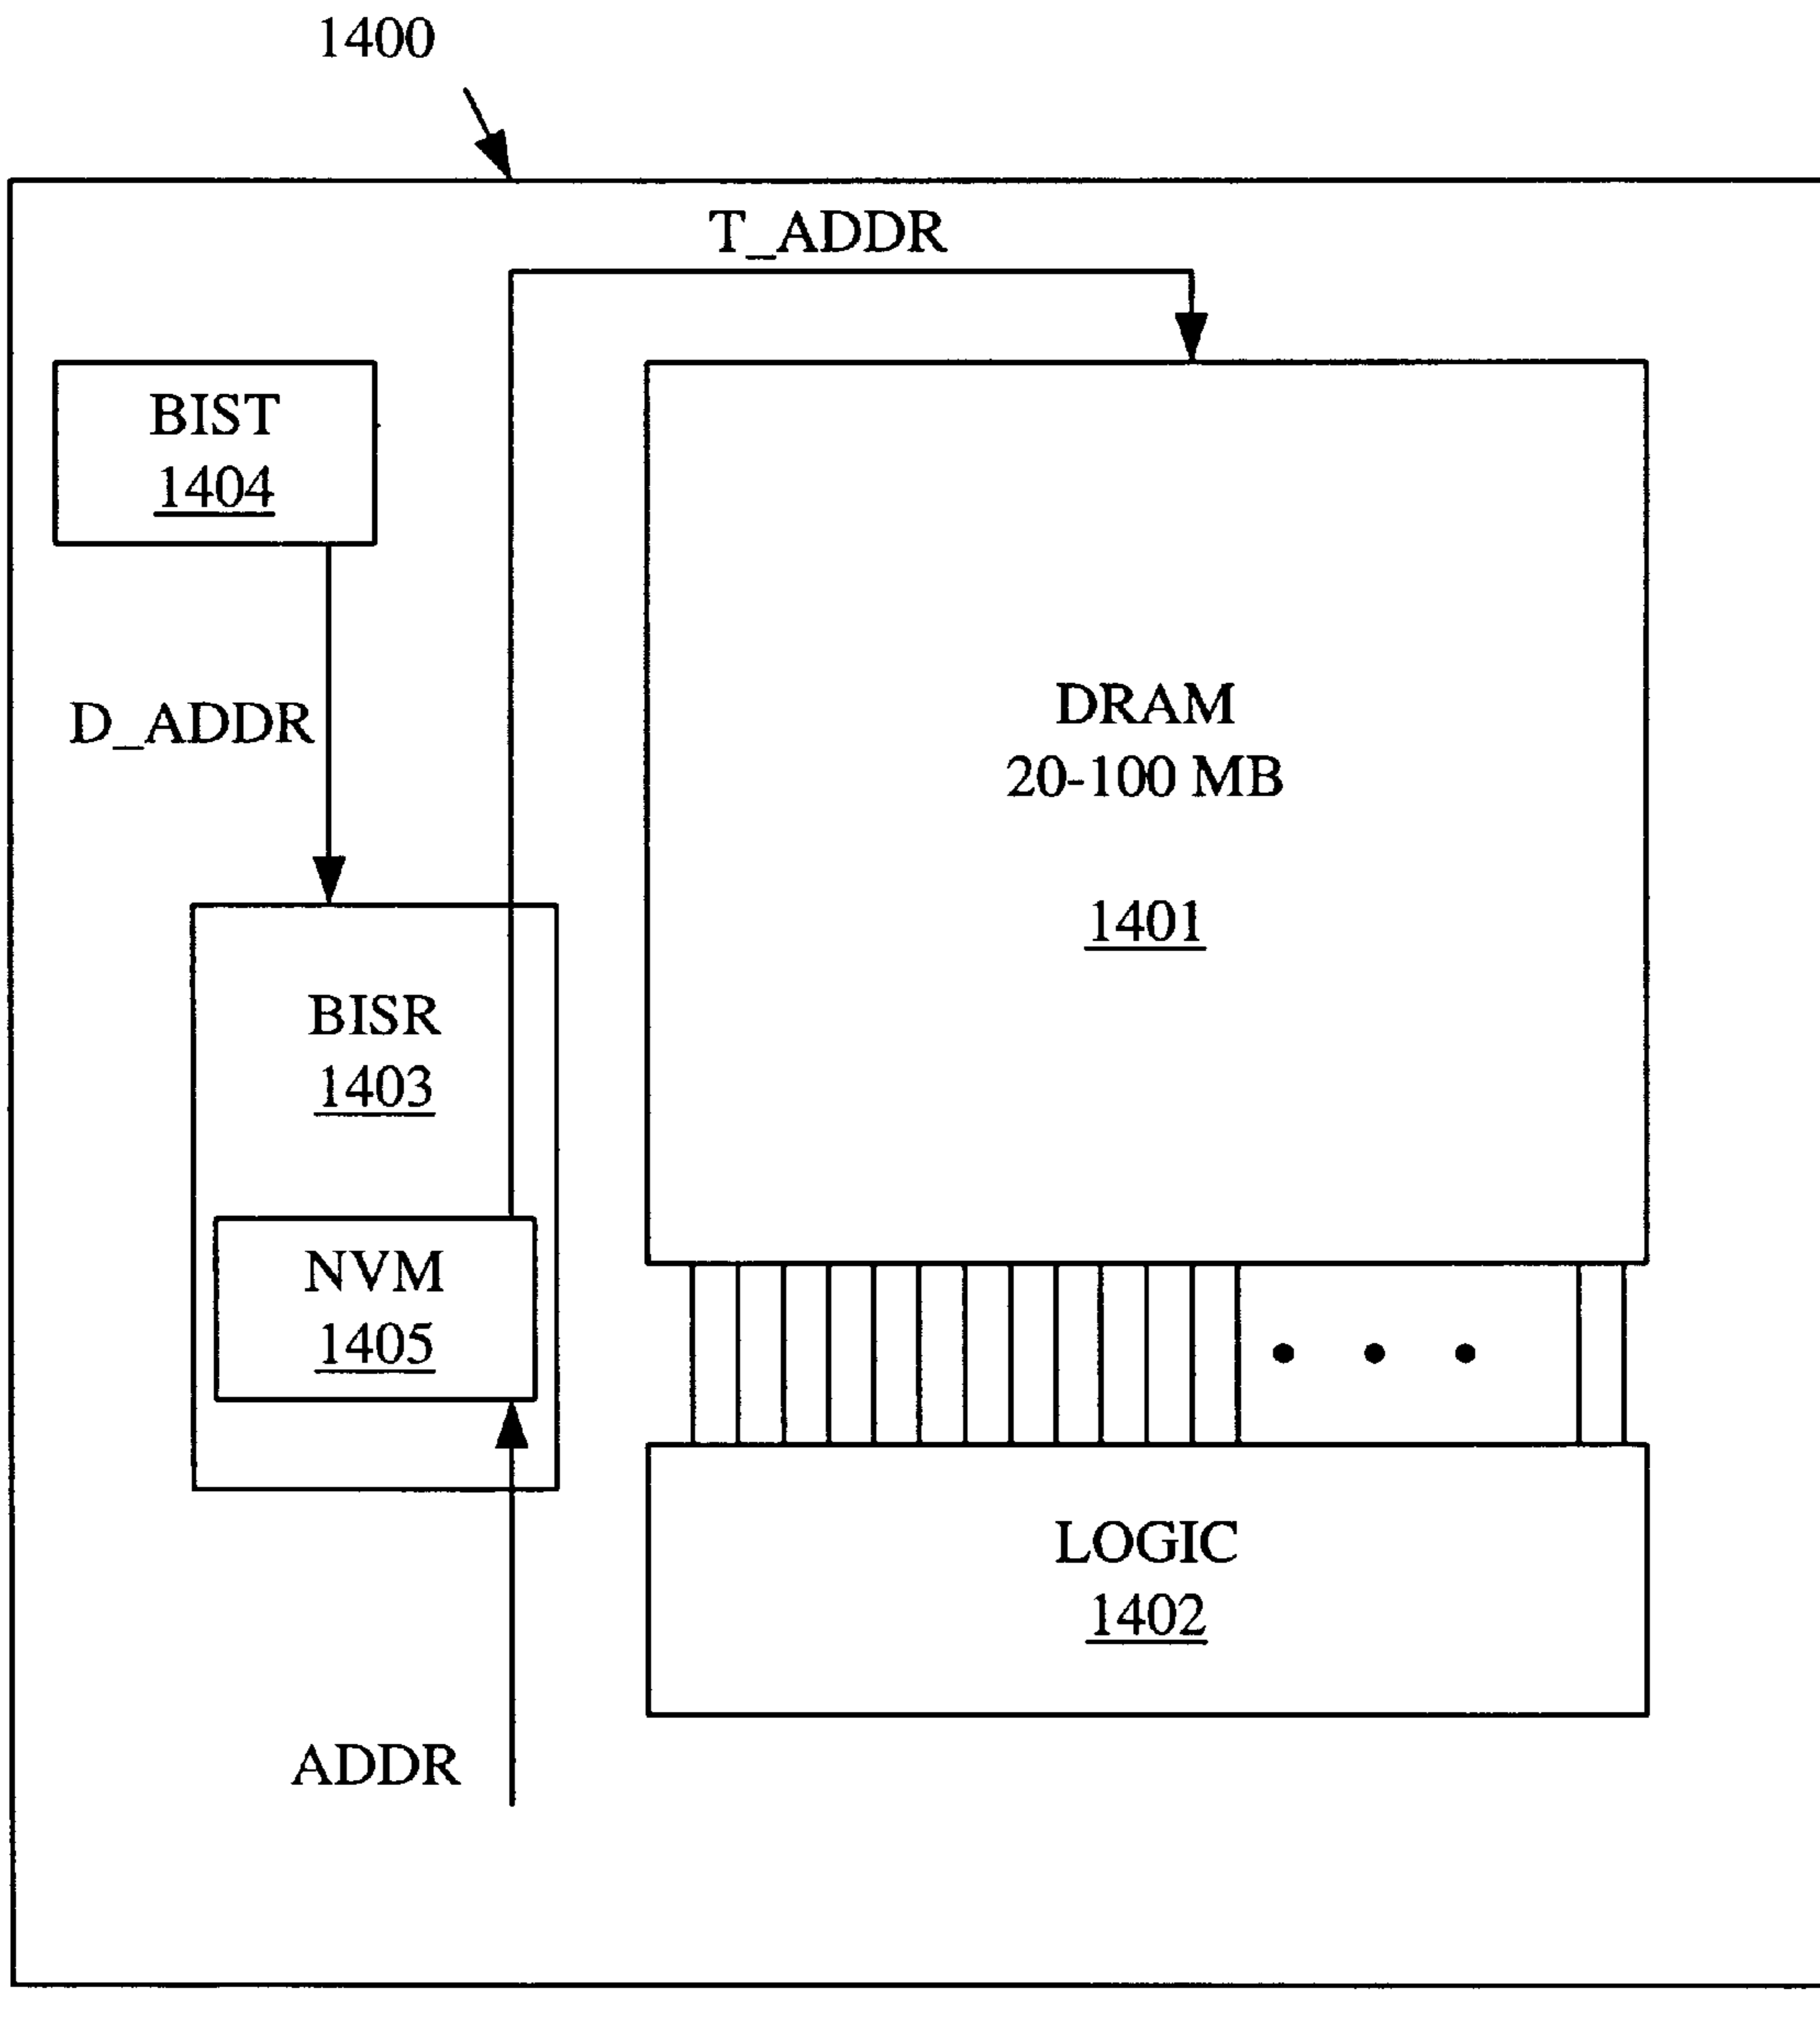 1400
T_ADDR
BIST
1404
D_ADDR
DRAM
20-100 MB
1401
BISR
1403
NVM
1405
LOGIC
1402
ADDR